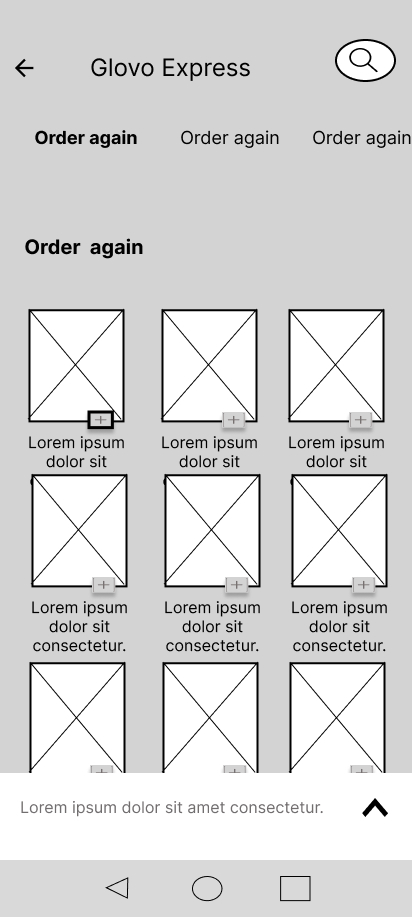 Glovo Express
Order again Order again Order again
Order again
Lorem ipsum Lorem ipsum Lorem ipsum
dolor sit dolor sit dolor sit
Lorem ipsum Lorem ipsum Lorem ipsum
dolor sit dolor sit dolor sit
consectetur. consectetur. consectetur.
Lorem ipsum dolor sit amet consectetur.